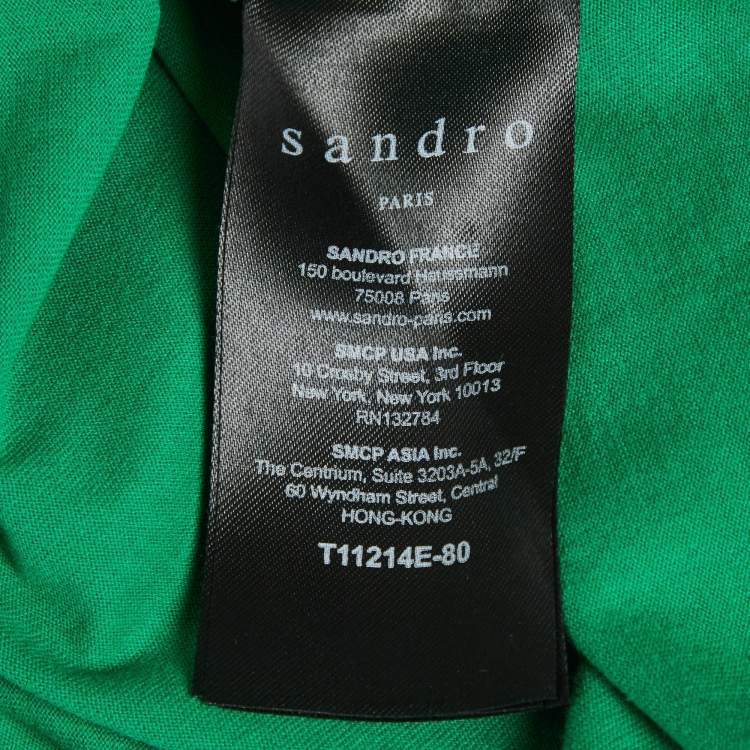 sandro
PARIS
SANDRO FRANCE
150 boulevard Haussmann
75008 Paris
www.sandro-paris.com
SMCP USA Inc.
10 Crosby Street, 3rd Floor
New York, New York 10013
RN132784
SMCP ASIA Inc.
The Centrium, Suite 3203A-5A, 32/F
60 Wyndham Street, Central
HONG-KONG
T11214E-80